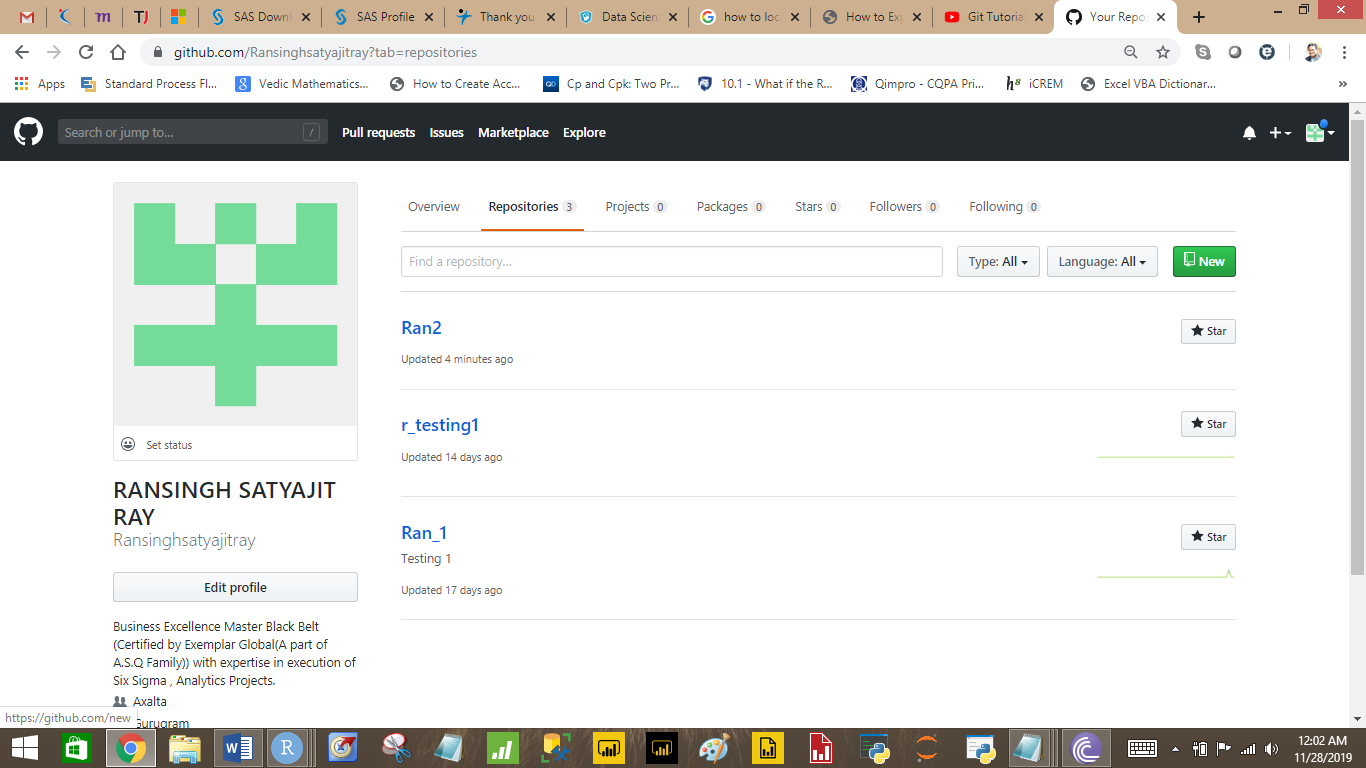 SAS Downl
SAS Profile
Thank you
Data Scien
how to loc
How to Exp
Git Tutoria
Your Repos
github.com/Ransinghsatyajitray?tab=repositories
Apps
Standard Process Fl...
Vedic Mathematics...
How to Create Acc...
Cp and Cpk: Two Pr...
10.1 - What if the R...
Qimpro - CQPA Pri...
iCREM
Excel VBA Dictionar...
»
Search or jump to...
/
Pull requests
Issues
Marketplace
Explore
Overview
Repositories 3
Projects 0
Packages 0
Stars 0
Followers 0
Following 0
Find a repository...
Type: All
Language: All
New
Ran2
Star
Updated 4 minutes ago
r_testing1
Star
Updated 14 days ago
Ran_1
Star
Testing 1
Updated 17 days ago
Set status
RANSINGH SATYAJIT
RAY
Ransinghsatyajitray
Edit profile
Business Excellence Master Black Belt
(Certified by Exemplar Global(A part of
A.S.Q Family)) with expertise in execution of
Six Sigma , Analytics Projects.
Axalta
Gurugram
https://github.com/new
12:02 AM
11/28/2019